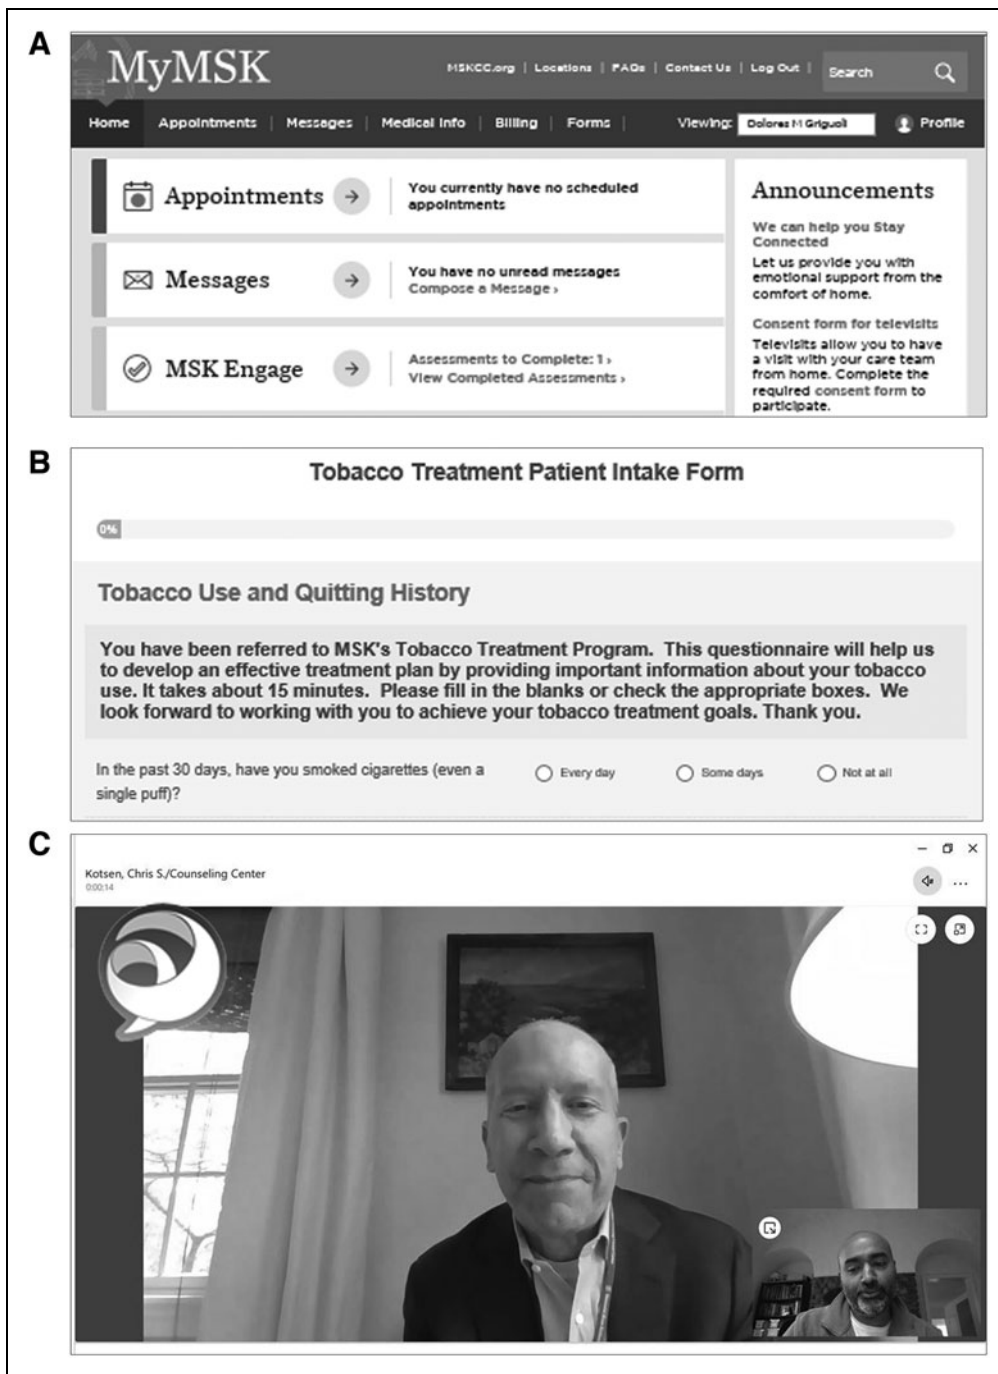 A
MyMSK
MSKCC.org | Locations | FAQs | Contact Us | Log Out |
Search
Home
Appointments | Messages | Medical Info | Billing | Forms |
Viewing: Dolores M Griguoli
Profile
Appointments
You currently have no scheduled
appointments
Messages
You have no unread messages
Compose a Message ›
MSK Engage
Assessments to Complete: 1 ›
View Completed Assessments ›
Announcements
We can help you Stay
Connected
Let us provide you with
emotional support from the
comfort of home.
Consent form for televisits
Televisits allow you to have
a visit with your care team
from home. Complete the
required consent form to
participate.
B
Tobacco Treatment Patient Intake Form
0%
Tobacco Use and Quitting History
You have been referred to MSK's Tobacco Treatment Program. This questionnaire will help us
to develop an effective treatment plan by providing important information about your tobacco
use. It takes about 15 minutes. Please fill in the blanks or check the appropriate boxes. We
look forward to working with you to achieve your tobacco treatment goals. Thank you.
In the past 30 days, have you smoked cigarettes (even a
single puff)?
Every day
Some days
Not at all
C
Kotsen, Chris S./Counseling Center
0:00:14